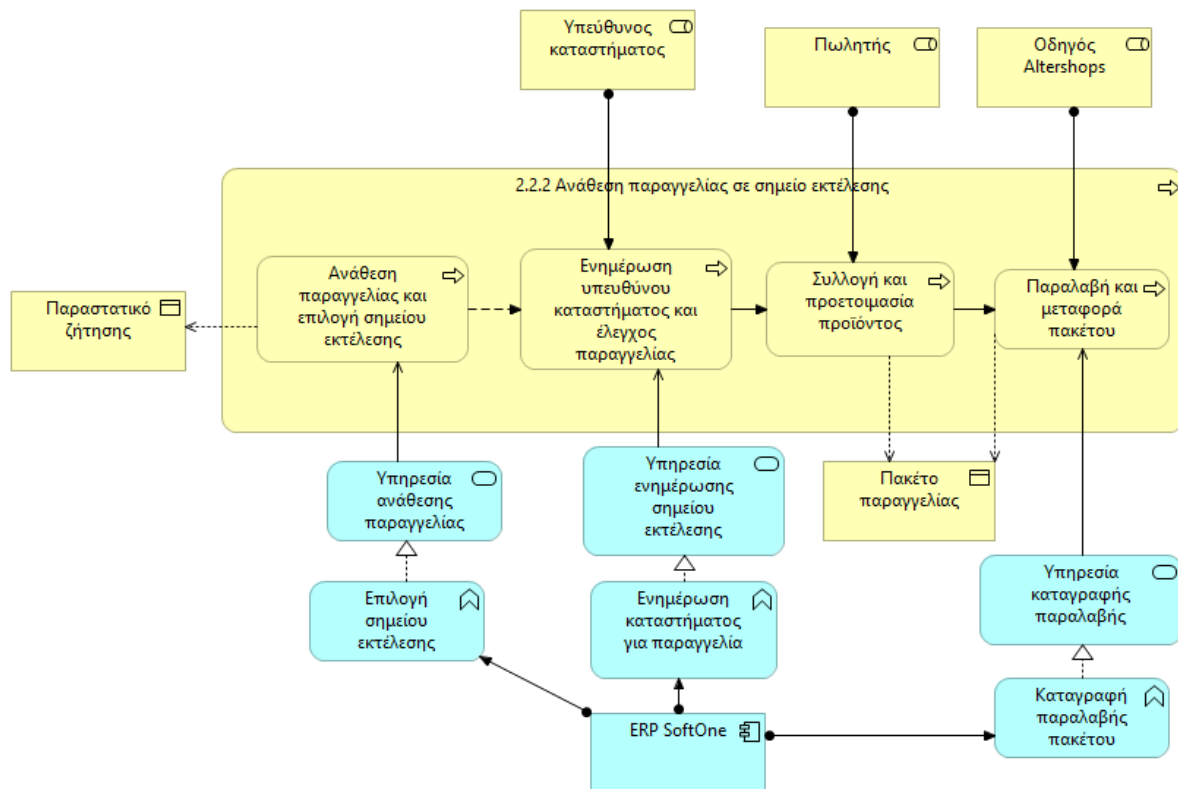 Υπεύθυνος
καταστήματος
Πωλητής
Οδηγός
Altershops
2.2.2 Ανάθεση παραγγελίας σε σημείο εκτέλεσης
Παραστατικό
ζήτησης
Ανάθεση
παραγγελίας και
επιλογή σημείου
εκτέλεσης
Ενημέρωση
υπευθύνου
καταστήματος και
έλεγχος
παραγγελίας
Συλλογή και
προετοιμασία
προϊόντος
Παραλαβή και
μεταφορά
πακέτου
Υπηρεσία
ανάθεσης
παραγγελίας
Υπηρεσία
ενημέρωσης
σημείου
εκτέλεσης
Πακέτο
παραγγελίας
Υπηρεσία
καταγραφής
παραλαβής
Επιλογή
σημείου
εκτέλεσης
Ενημέρωση
καταστήματος
για παραγγελία
Καταγραφή
παραλαβής
πακέτου
ERP SoftOne